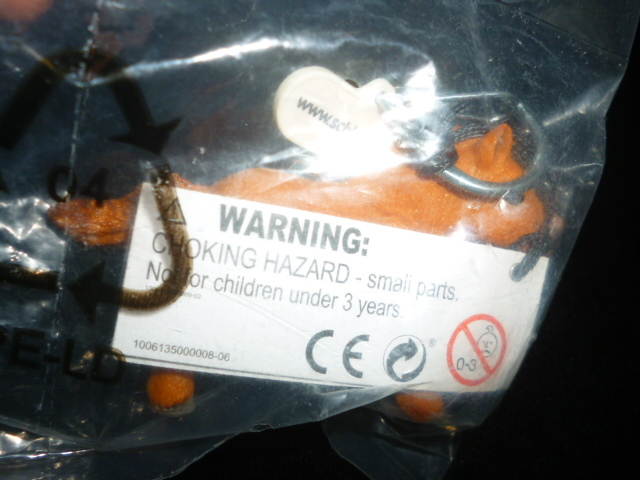 www.schl
04
WARNING:
CHOKING HAZARD - small parts.
Not for children under 3 years.
1006135000008-06
CE
®
0-3
PE-LD